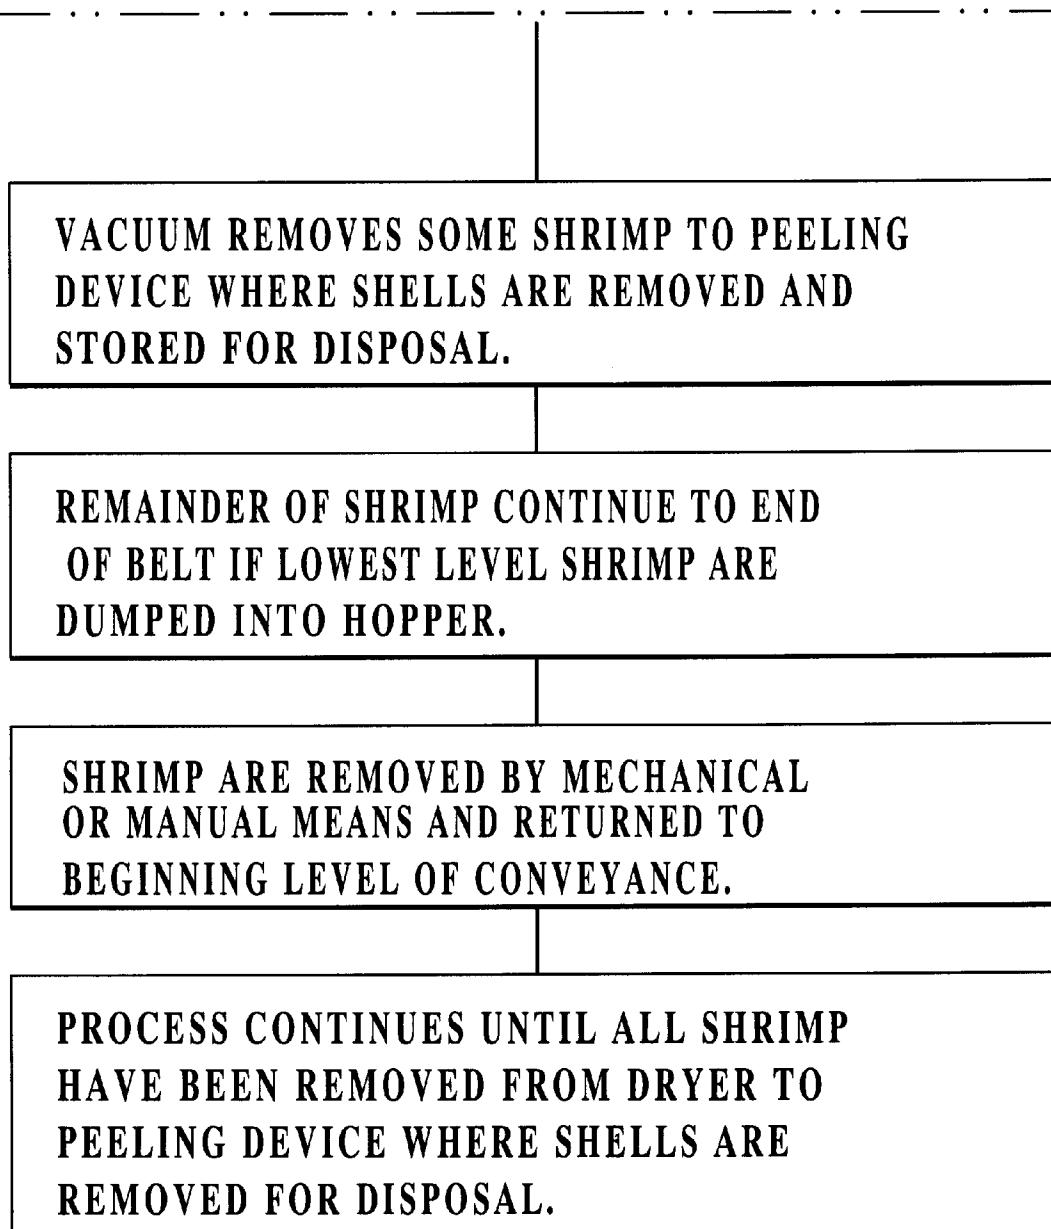 VACUUM REMOVES SOME SHRIMP TO PEELING
DEVICE WHERE SHELLS ARE REMOVED AND
STORED FOR DISPOSAL.
REMAINDER OF SHRIMP CONTINUE TO END
OF BELT IF LOWEST LEVEL SHRIMP ARE
DUMPED INTO HOPPER.
SHRIMP ARE REMOVED BY MECHANICAL
OR MANUAL MEANS AND RETURNED TO
BEGINNING LEVEL OF CONVEYANCE.
PROCESS CONTINUES UNTIL ALL SHRIMP
HAVE BEEN REMOVED FROM DRYER TO
PEELING DEVICE WHERE SHELLS ARE
REMOVED FOR DISPOSAL.